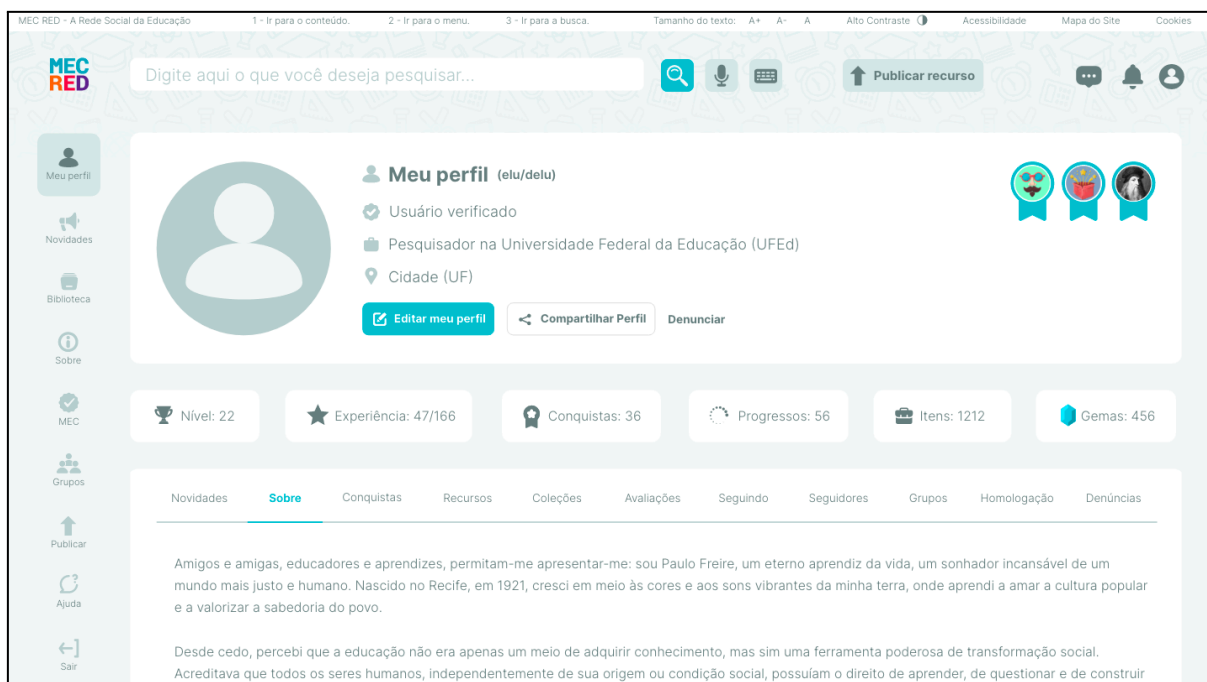 MEC RED - A Rede Social da Educação 1 - Ir para o conteúdo. 2 - Ir para o menu. 3 - Ir para a busca. Tamanho do texto: A+ A- A Alto Contraste Acessibilidade Mapa do Site Cookies
MEC
RED
Digite aqui o que você deseja pesquisar...
Publicar recurso
Meu perfil
Novidades
Biblioteca
Sobre
MEC
Grupos
Publicar
Ajuda
Sair
Meu perfil (elu/delu)
Usuário verificado
Pesquisador na Universidade Federal da Educação (UFEd)
Cidade (UF)
Editar meu perfil Compartilhar Perfil Denunciar
Nível: 22 Experiência: 47/166 Conquistas: 36 Progressos: 56 Itens: 1212 Gemas: 456
Novidades Sobre Conquistas Recursos Coleções Avaliações Seguindo Seguidores Grupos Homologação Denúncias
Amigos e amigas, educadores e aprendizes, permitam-me apresentar-me: sou Paulo Freire, um eterno aprendiz da vida, um sonhador incansável de um
mundo mais justo e humano. Nascido no Recife, em 1921, cresci em meio às cores e aos sons vibrantes da minha terra, onde aprendi a amar a cultura popular
e a valorizar a sabedoria do povo.
Desde cedo, percebi que a educação não era apenas um meio de adquirir conhecimento, mas sim uma ferramenta poderosa de transformação social.
Acreditava que todos os seres humanos, independentemente de sua origem ou condição social, possuíam o direito de aprender, de questionar e de construir